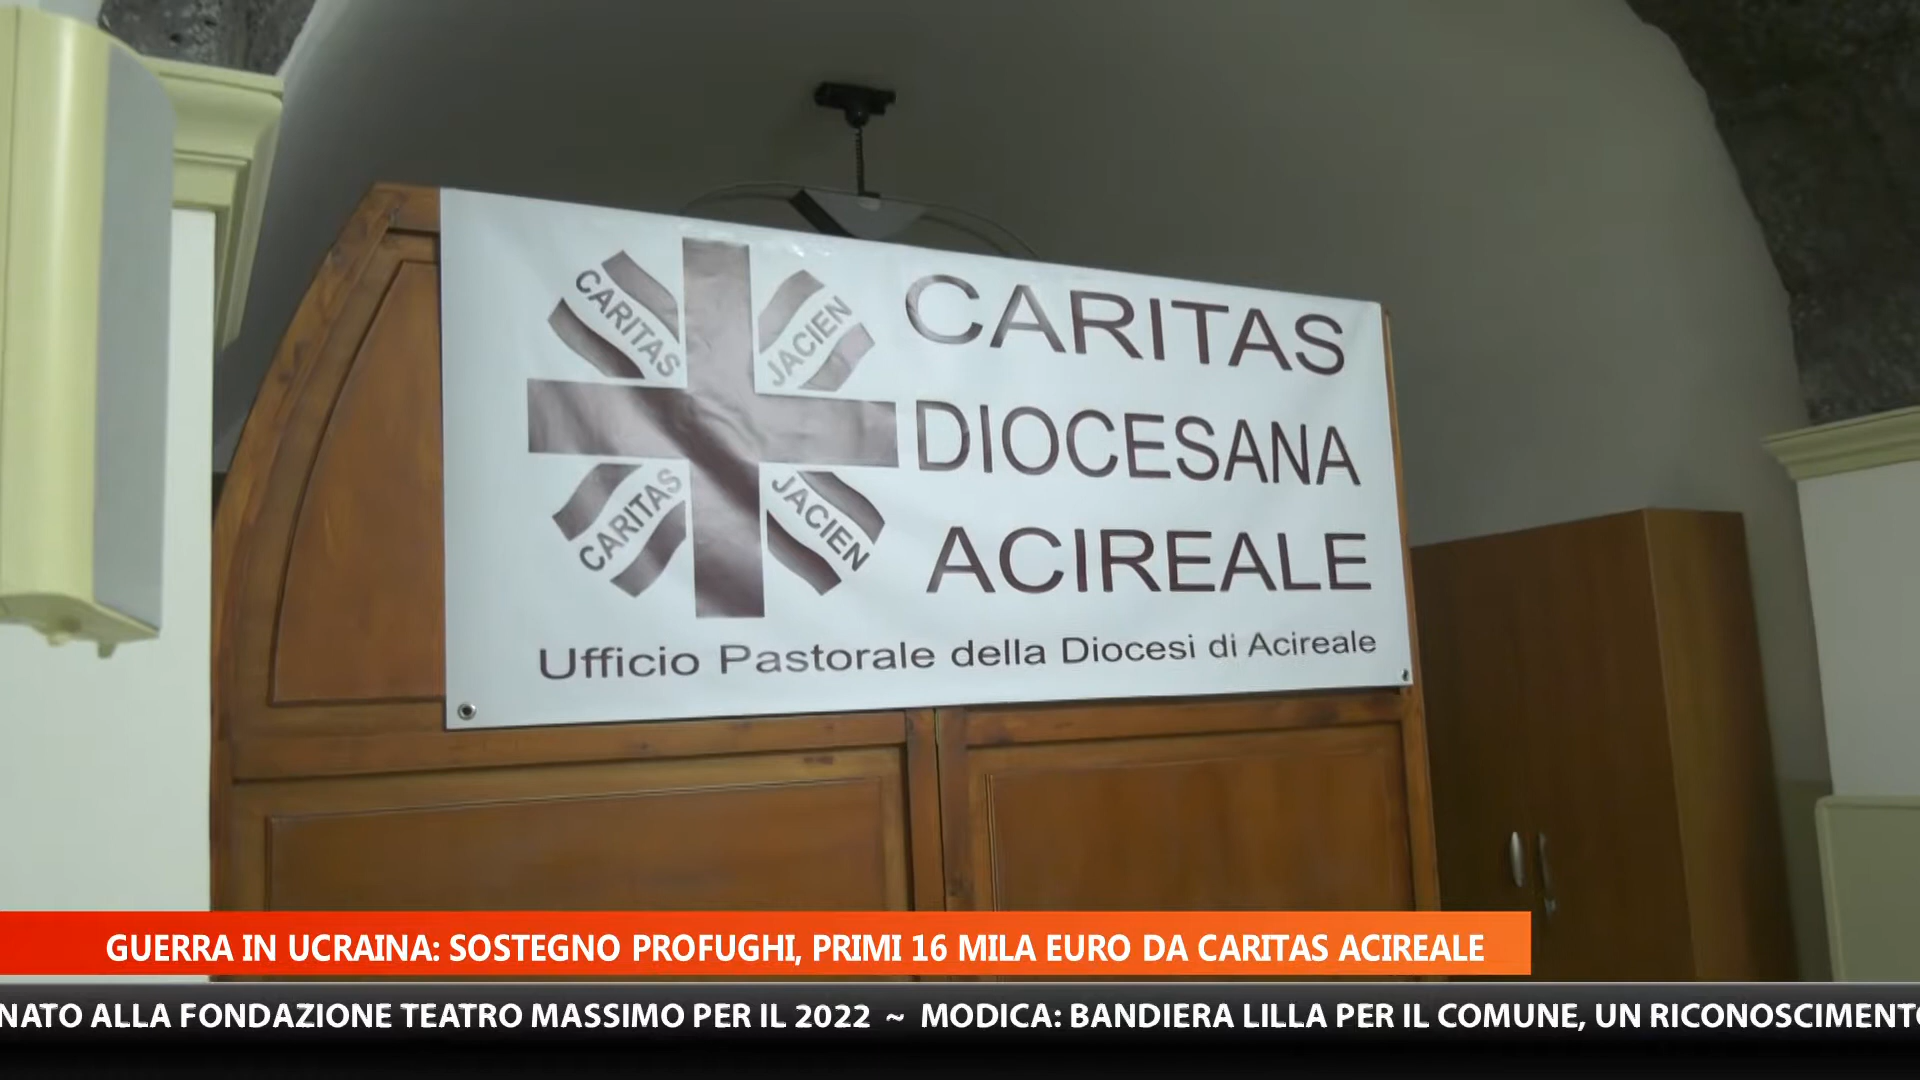 CARITAS
JACIEN
CARITAS
JACIEN
CARITAS
DIOCESANA
ACIREALE
Ufficio Pastorale della Diocesi di Acireale
GUERRA IN UCRAINA: SOSTEGNO PROFUGHI, PRIMI 16 MILA EURO DA CARITAS ACIREALE
NATO ALLA FONDAZIONE TEATRO MASSIMO PER IL 2022 ~ MODICA: BANDIERA LILLA PER IL COMUNE, UN RICONOSCIMENTO